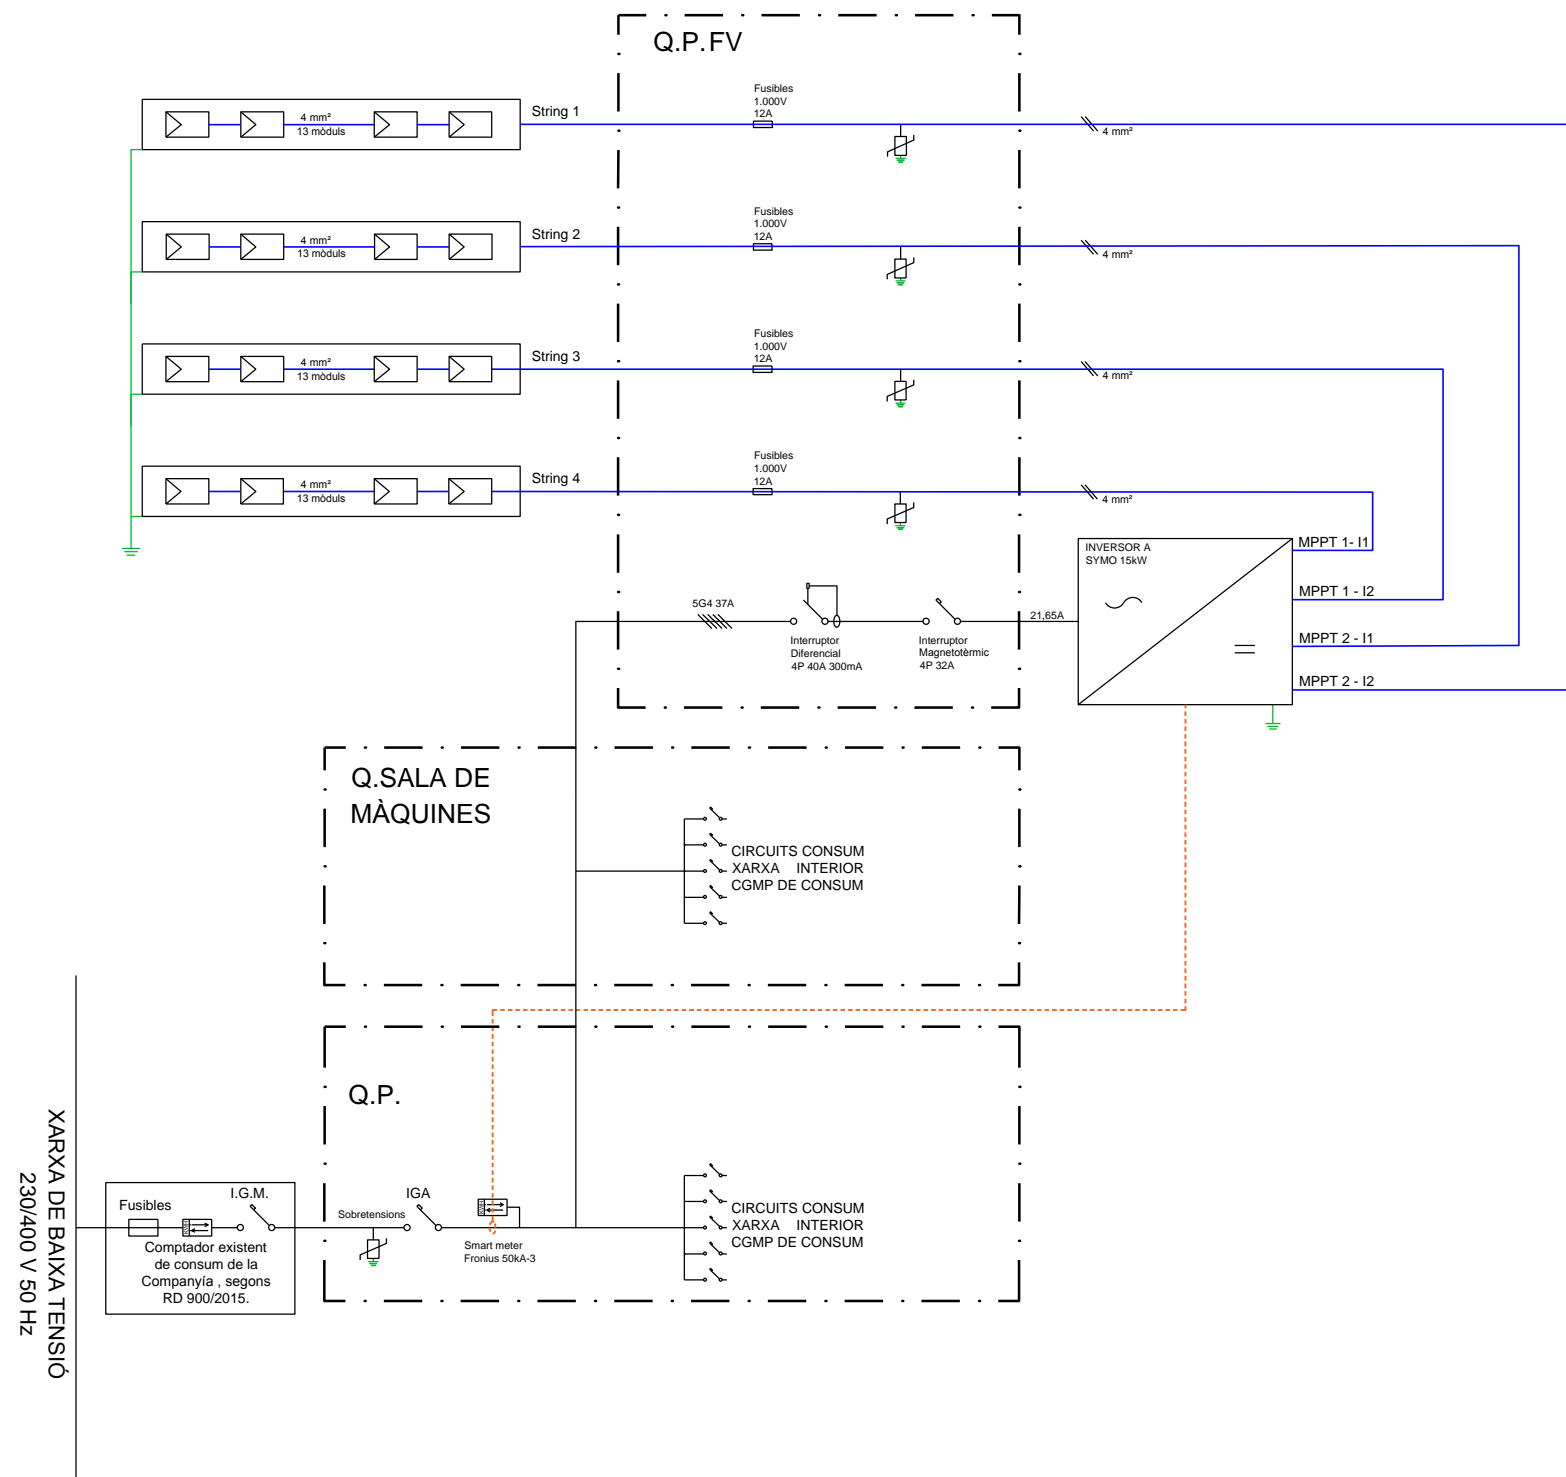 Q.P.FV
String 1
4 mm²
13 mòduls
Fusibles
1.000V
12A
4 mm²
String 2
4 mm²
13 mòduls
Fusibles
1.000V
12A
4 mm²
String 3
4 mm²
13 mòduls
Fusibles
1.000V
12A
4 mm²
String 4
4 mm²
13 mòduls
Fusibles
1.000V
12A
4 mm²
INVERSOR A
SYMO 15kW
MPPT 1- I1
MPPT 1 - I2
MPPT 2 - I1
MPPT 2 - I2
5G4 37A
Interruptor
Diferencial
4P 40A 300mA
Interruptor
Magnetotèrmic
4P 32A
21,65A
Q.SALA DE
MÀQUINES
CIRCUITS CONSUM
XARXA INTERIOR
CGMP DE CONSUM
Q.P.
XARXA DE BAIXA TENSIÓ
230/400 V 50 Hz
Fusibles
I.G.M.
Comptador existent
de consum de la
Companyía , segons
RD 900/2015.
Sobretensions
IGA
Smart meter
Fronius 50kA-3
CIRCUITS CONSUM
XARXA INTERIOR
CGMP DE CONSUM